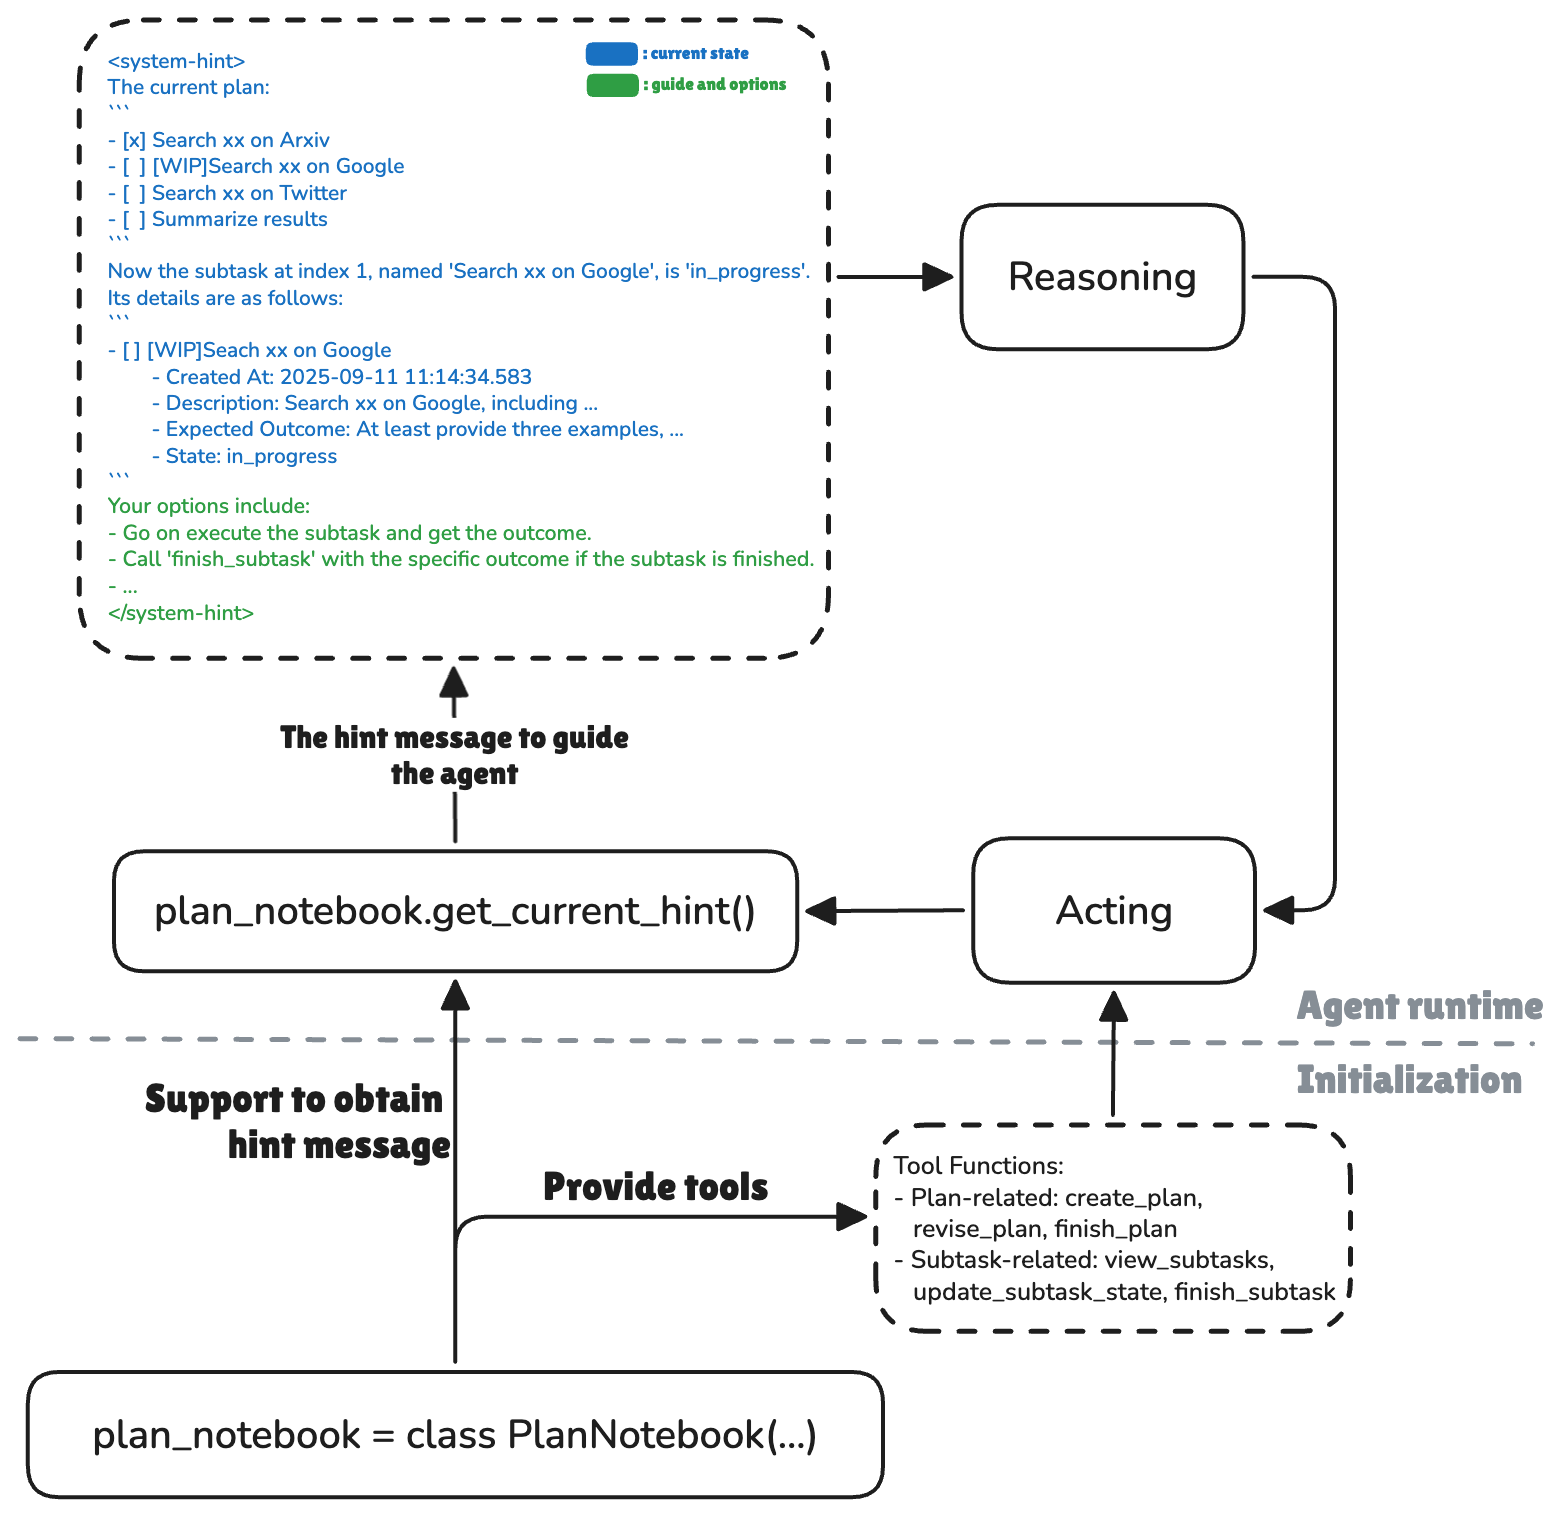 <system-hint>
The current plan:
```
- [x] Search xx on Arxiv
- [ ] [WIP]Search xx on Google
- [ ] Search xx on Twitter
- [ ] Summarize results
```
Now the subtask at index 1, named 'Search xx on Google', is 'in_progress'.
Its details are as follows:
```
- [ ] [WIP]Seach xx on Google
- Created At: 2025-09-11 11:14:34.583
- Description: Search xx on Google, including ...
- Expected Outcome: At least provide three examples, ...
- State: in_progress
```
Your options include:
- Go on execute the subtask and get the outcome.
- Call 'finish_subtask' with the specific outcome if the subtask is finished.
- ...
</system-hint>
: current state
: guide and options
Reasoning
The hint message to guide
the agent
plan_notebook.get_current_hint()
Acting
Agent runtime
Initialization
Support to obtain
hint message
Provide tools
Tool Functions:
- Plan-related: create_plan,
revise_plan, finish_plan
- Subtask-related: view_subtasks,
update_subtask_state, finish_subtask
plan_notebook = class PlanNotebook(...)